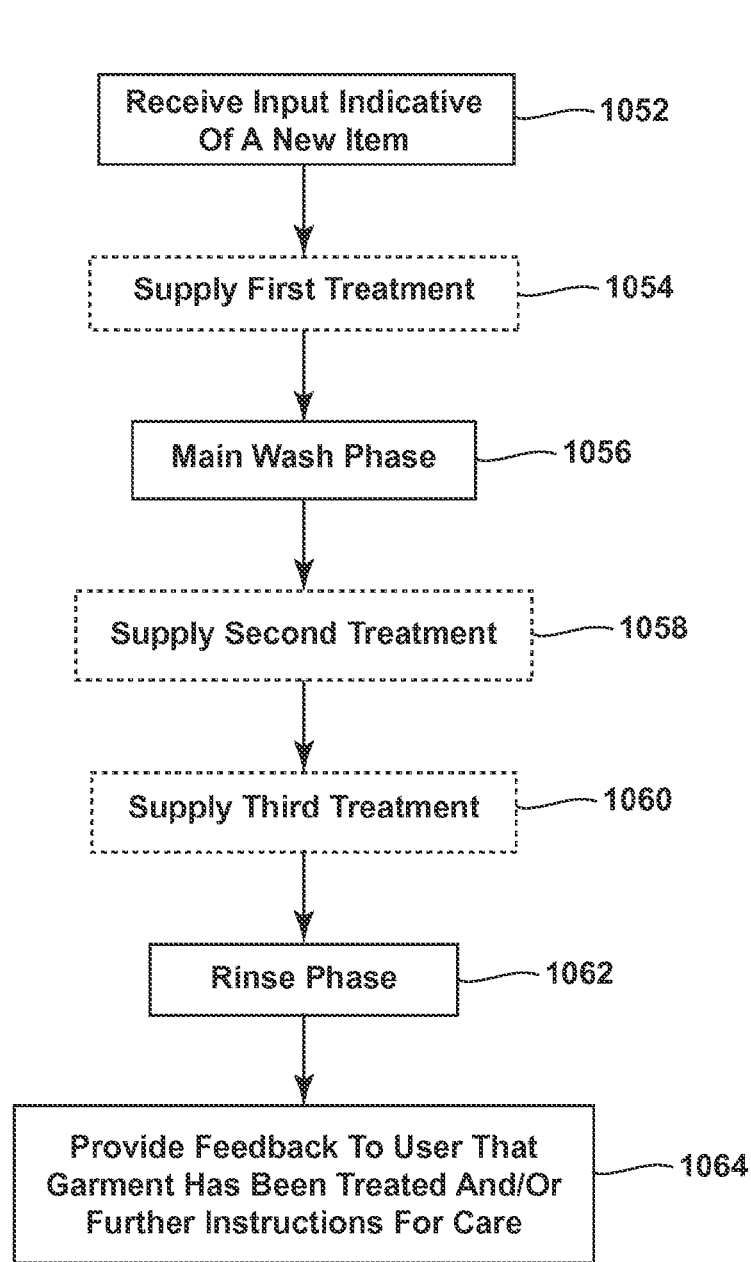 Receive Input Indicative
Of A New Item
1052
Supply First Treatment
1054
Main Wash Phase
1056
Supply Second Treatment
1058
Supply Third Treatment
1060
Rinse Phase
1062
Provide Feedback To User That
Garment Has Been Treated And/Or
Further Instructions For Care
1064